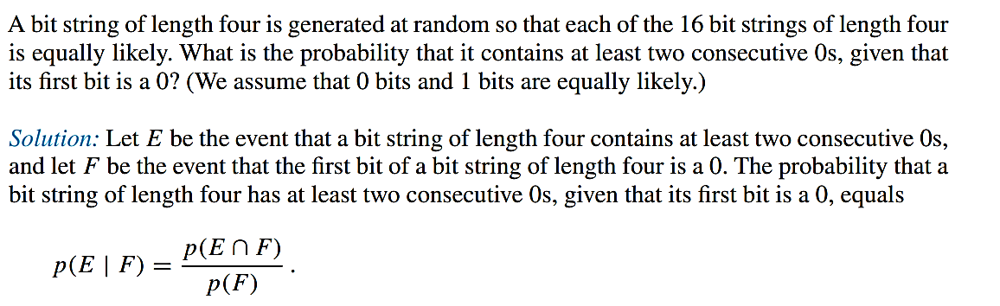 A bit string of length four is generated at random so that each of the 16 bit strings of length four
is equally likely. What is the probability that it contains at least two consecutive 0s, given that
its first bit is a 0? (We assume that 0 bits and 1 bits are equally likely.)
Solution: Let E be the event that a bit string of length four contains at least two consecutive 0s,
and let F be the event that the first bit of a bit string of length four is a 0. The probability that a
bit string of length four has at least two consecutive 0s, given that its first bit is a 0, equals
p(E | F) = p(E ∩ F) / p(F) .